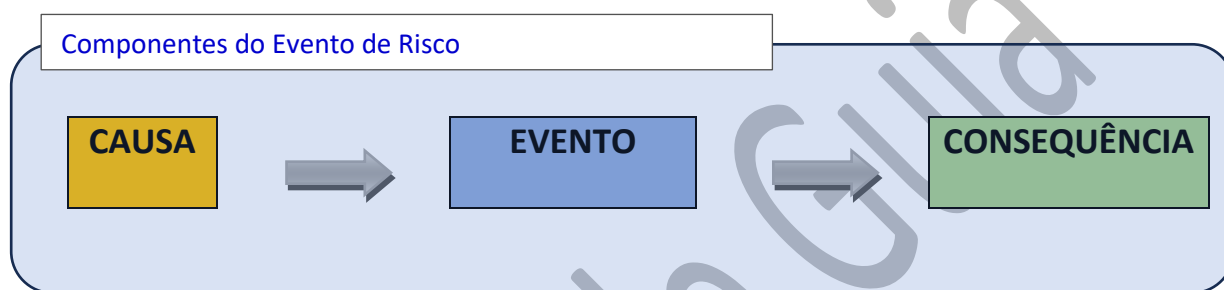 Componentes do Evento de Risco
CAUSA
EVENTO
CONSEQUÊNCIA